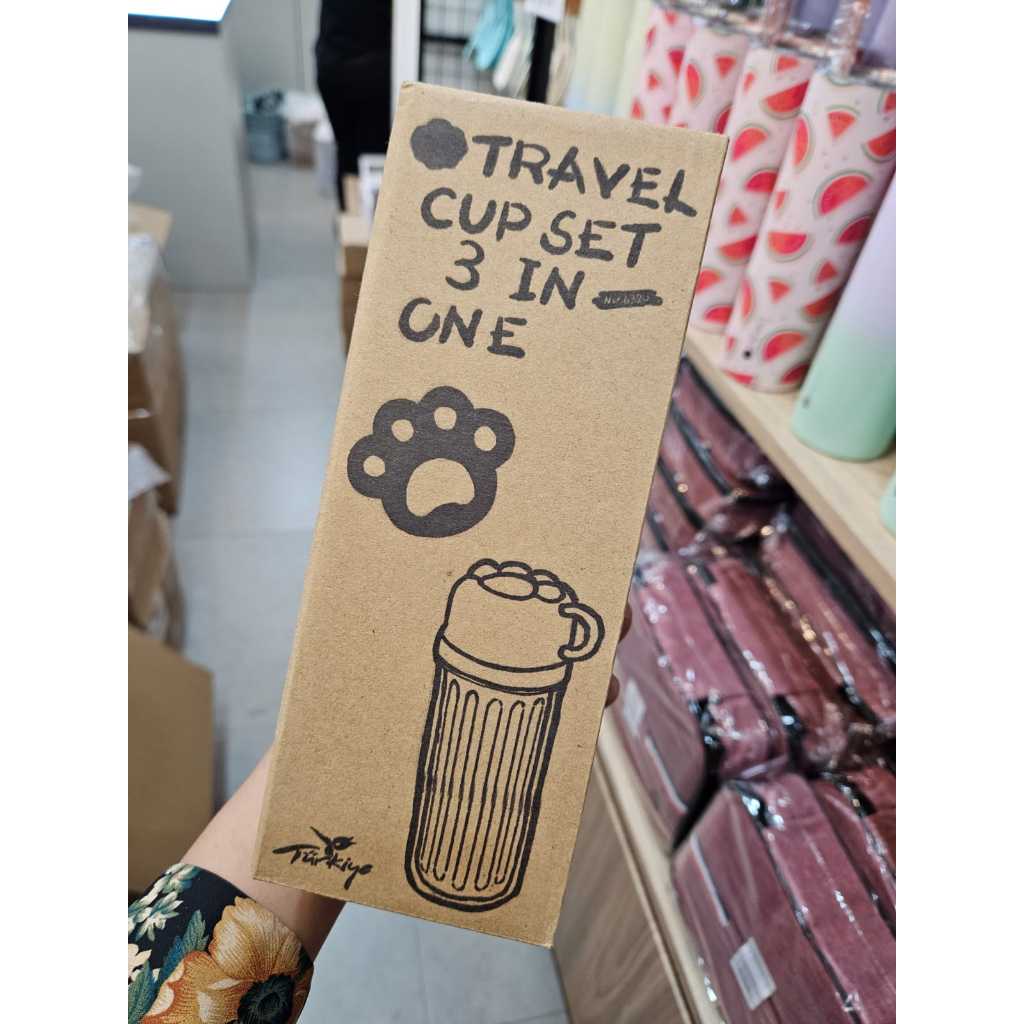 TRAVEL
CUP SET
3 IN
ONE
Türkiye